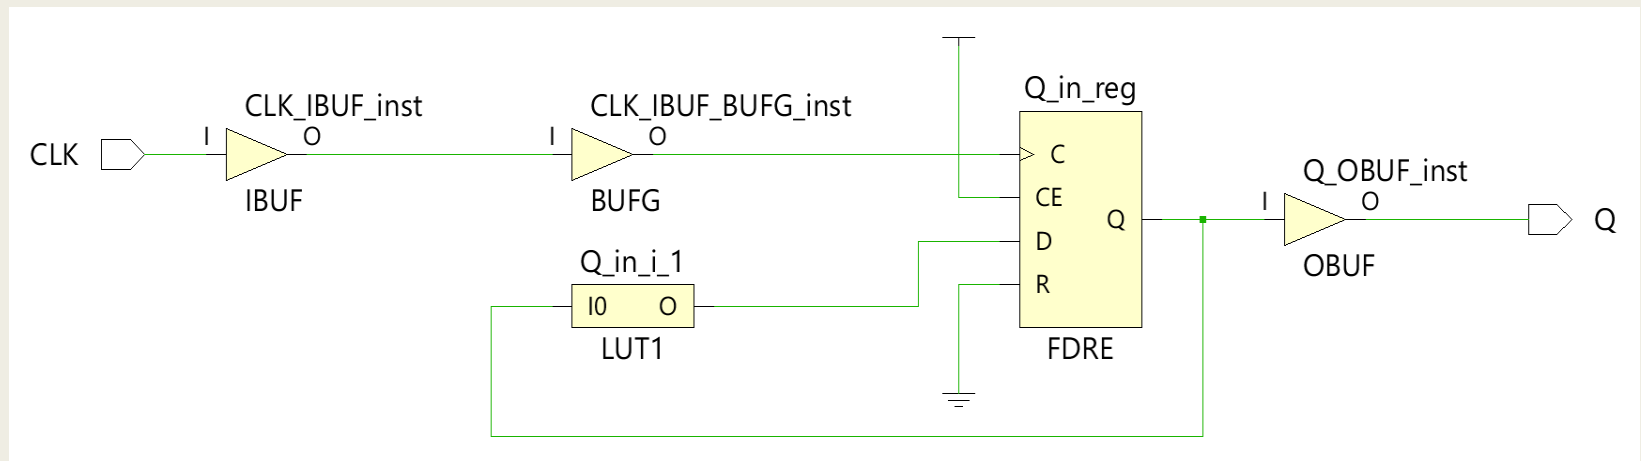 CLK
I
CLK_IBUF_inst
O
IBUF
I
CLK_IBUF_BUFG_inst
O
BUFG
Q_in_i_1
I0
O
LUT1
Q_in_reg
C
CE
D
R
Q
FDRE
I
Q_OBUF_inst
O
OBUF
Q